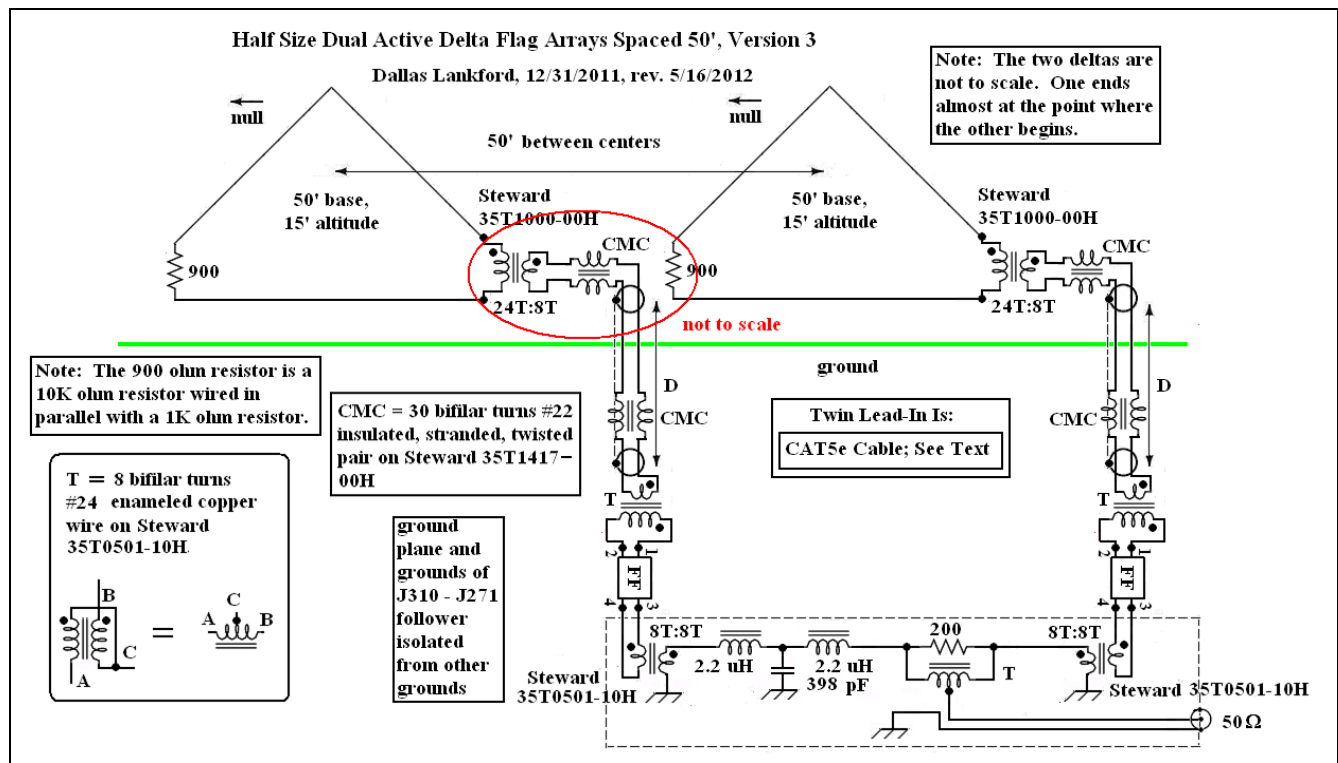 Half Size Dual Active Delta Flag Arrays Spaced 50', Version 3
Dallas Lankford, 12/31/2011, rev. 5/16/2012
Note: The two deltas are
not to scale. One ends
almost at the point where
the other begins.
null
null
50' between centers
50' base,
15' altitude
Steward
35T1000-00H
50' base,
15' altitude
Steward
35T1000-00H
CMC
CMC
900
900
24T:8T
24T:8T
not to scale
ground
Note: The 900 ohm resistor is a
10K ohm resistor wired in
parallel with a 1K ohm resistor.
CMC = 30 bifilar turns #22
insulated, stranded, twisted
pair on Steward 35T1417-
00H
D
CMC
Twin Lead-In Is:
CAT5e Cable; See Text
D
CMC
T = 8 bifilar turns
#24 enameled copper
wire on Steward
35T0501-10H
B
C
A
=
C
A B
ground
plane and
grounds of
J310 - J271
follower
isolated
from other
grounds
T
2 1
FF
4 3
T
2 1
FF
4 3
8T:8T
2.2 uH
2.2 uH
398 pF
200
T
8T:8T
Steward
35T0501-10H
Steward 35T0501-10H
50Ω